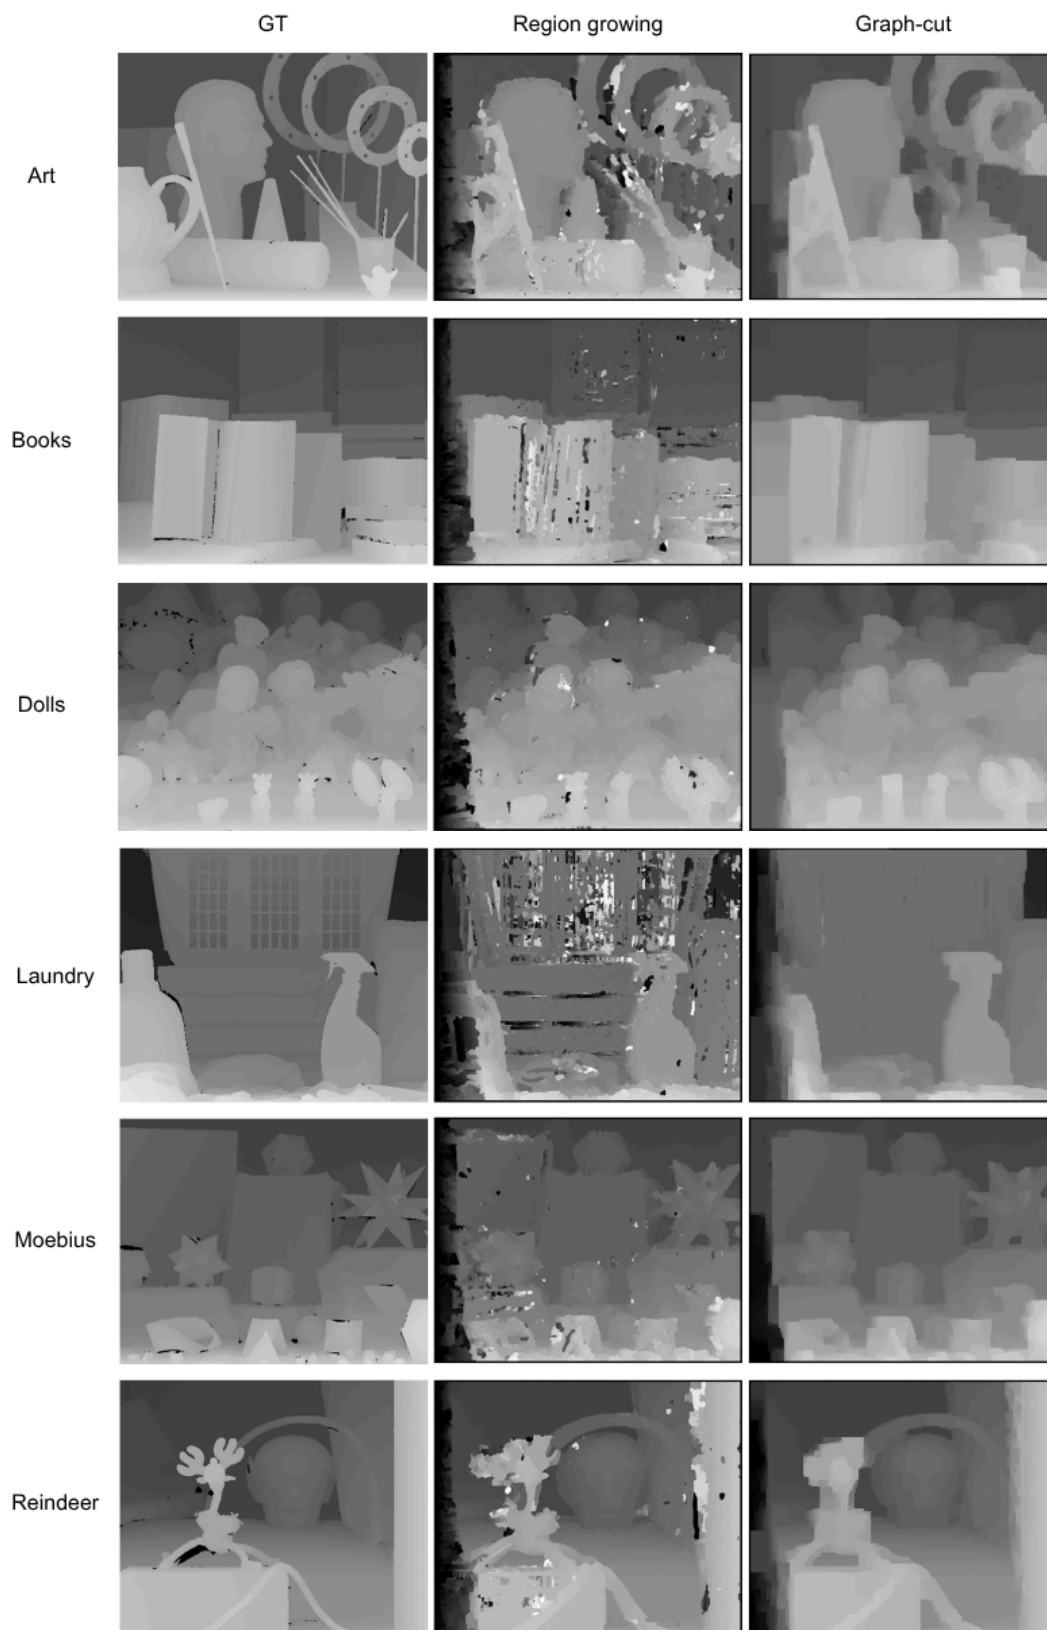 GT Region growing Graph-cut
Art
Books
Dolls
Laundry
Moebius
Reindeer